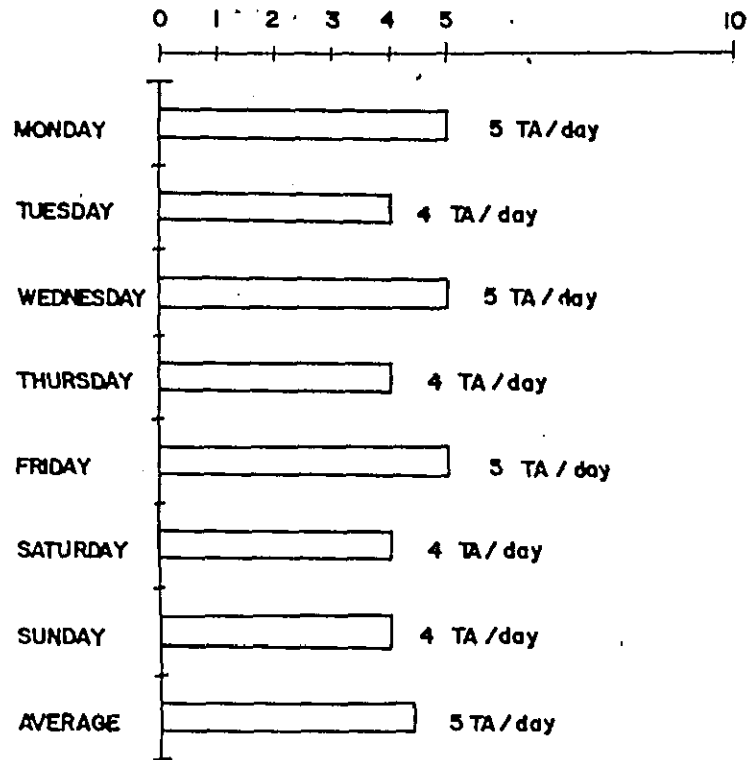 0 1 2 3 4 5 10
MONDAY 5 TA/day
TUESDAY 4 TA/day
WEDNESDAY 5 TA/day
THURSDAY 4 TA/day
FRIDAY 5 TA/day
SATURDAY 4 TA/day
SUNDAY 4 TA/day
AVERAGE 5 TA/day